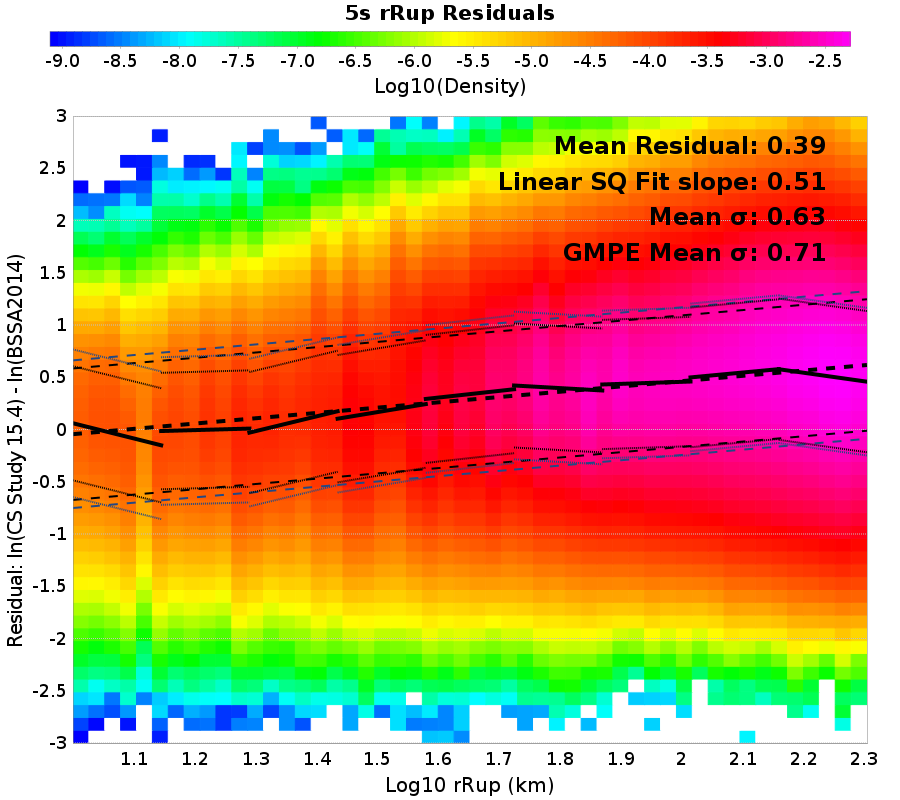 5s rRup Residuals
-9.0 -8.5 -8.0 -7.5 -7.0 -6.5 -6.0 -5.5 -5.0 -4.5 -4.0 -3.5 -3.0 -2.5
Log10(Density)
Mean Residual: 0.39
Linear SQ Fit slope: 0.51
Mean σ: 0.63
GMPE Mean σ: 0.71
Residual: ln(CS Study 15.4) - ln(BSSA2014)
3
2.5
2
1.5
1
0.5
0
-0.5
-1
-1.5
-2
-2.5
-3
1.1 1.2 1.3 1.4 1.5 1.6 1.7 1.8 1.9 2 2.1 2.2 2.3
Log10 rRup (km)